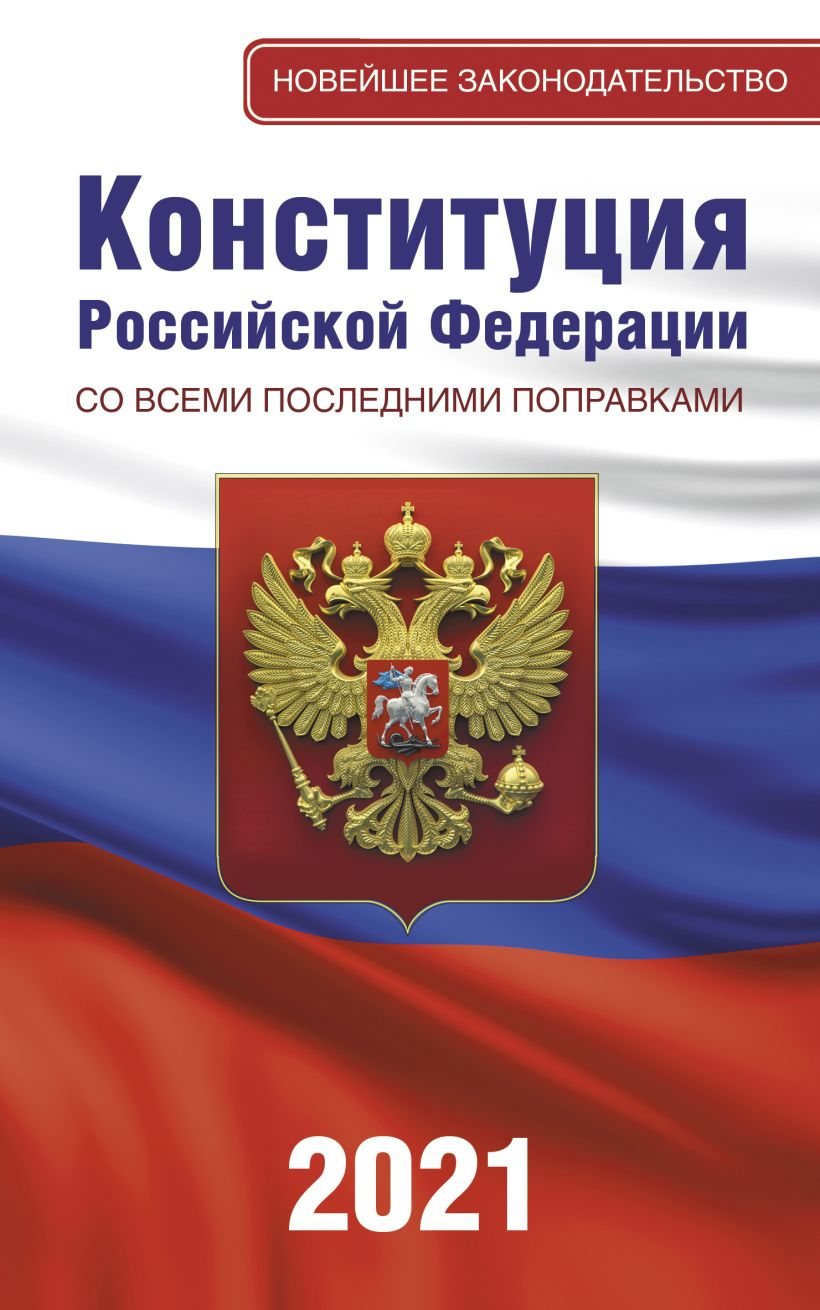 НОВЕЙШЕЕ ЗАКОНОДАТЕЛЬСТВО
Конституция
Российской Федерации
СО ВСЕМИ ПОСЛЕДНИМИ ПОПРАВКАМИ
2021